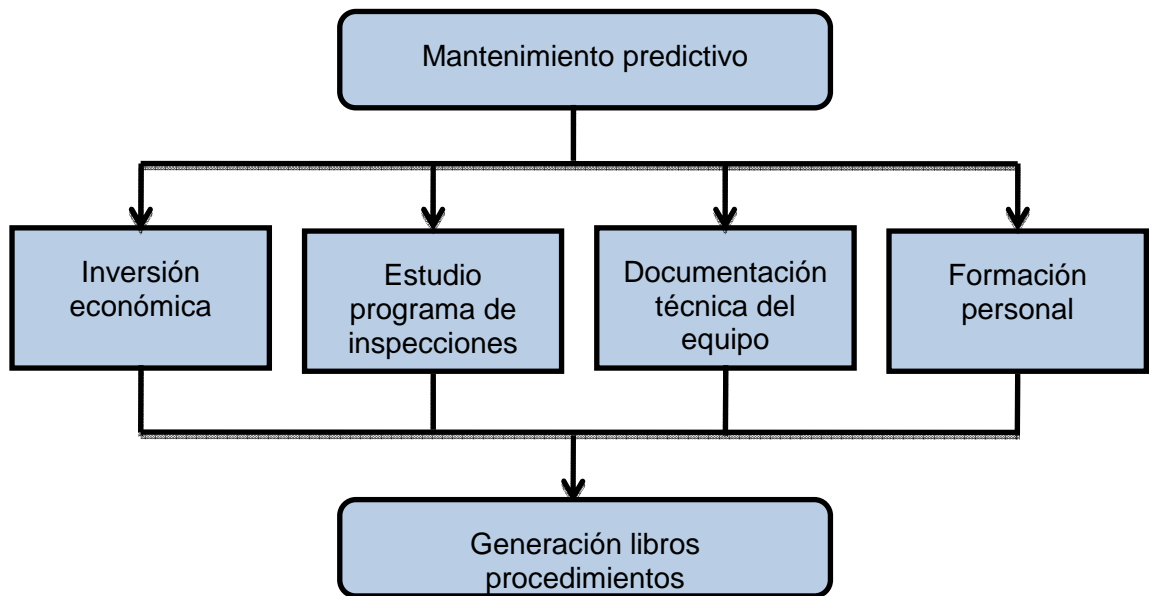 Mantenimiento predictivo
Inversión
económica
Estudio
programa de
inspecciones
Documentación
técnica del
equipo
Formación
personal
Generación libros
procedimientos